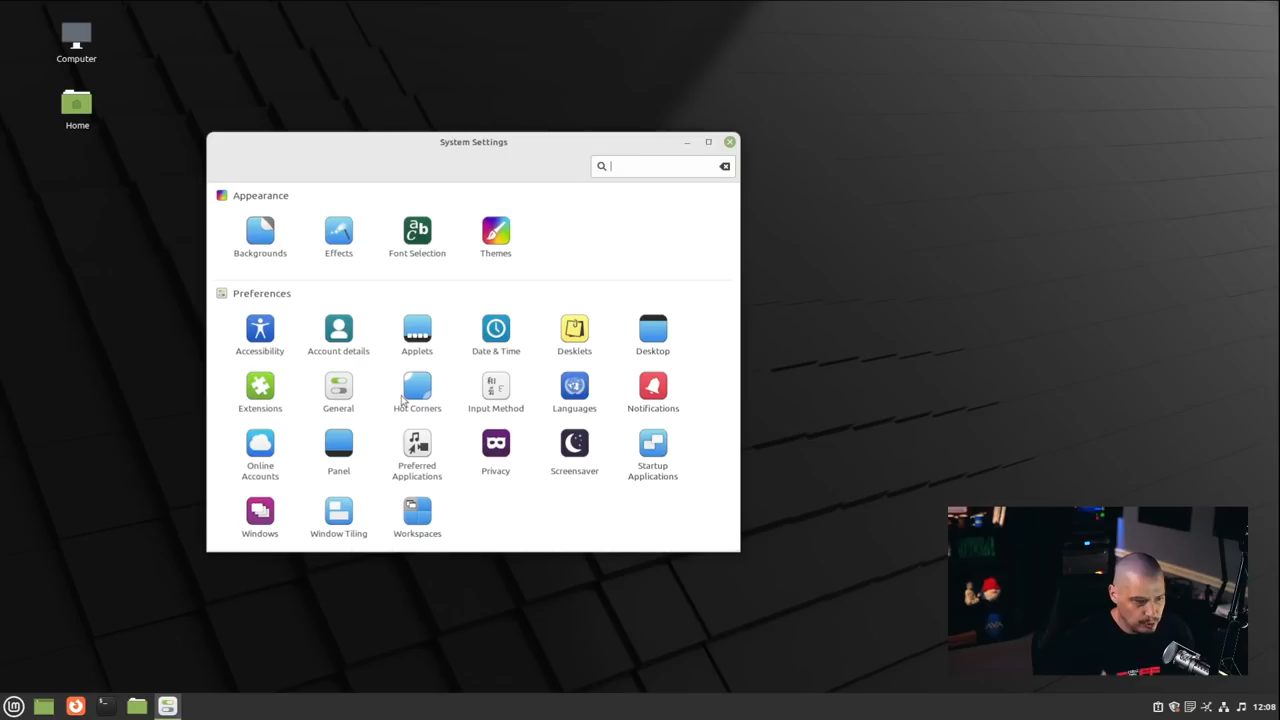 Computer
Home
System Settings
Appearance
Backgrounds
Effects
Font Selection
Themes
Preferences
Accessibility
Account details
Applets
Date & Time
Desklets
Desktop
Extensions
General
Hot Corners
Input Method
Languages
Notifications
Online
Accounts
Panel
Preferred
Applications
Privacy
Screensaver
Startup
Applications
Windows
Window Tiling
Workspaces
12:08